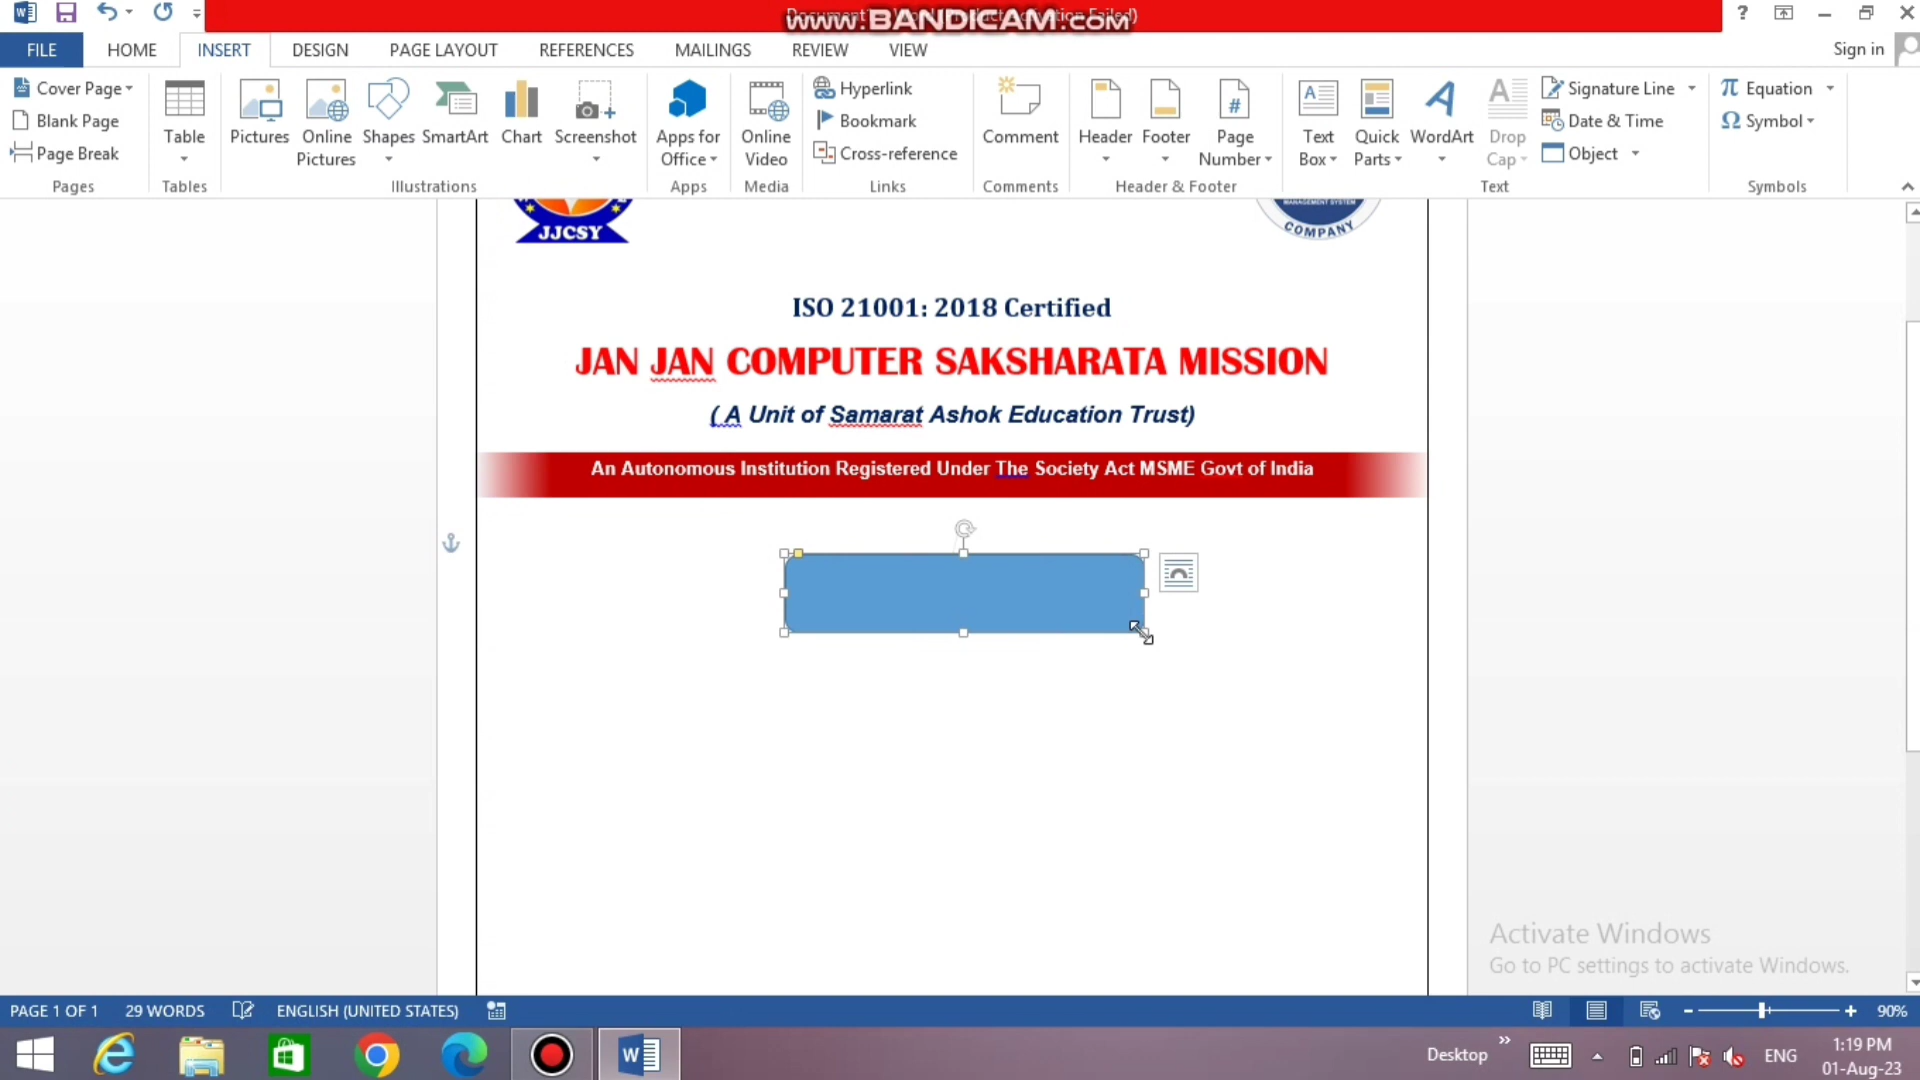 www.BANDICAM.com
FILE HOME INSERT DESIGN PAGE LAYOUT REFERENCES MAILINGS REVIEW VIEW Sign in
Cover Page
Blank Page
Page Break
Pages
Table
Tables
Pictures
Online Pictures
Shapes
SmartArt
Chart
Screenshot
Illustrations
Apps for Office
Apps
Online Video
Media
Hyperlink
Bookmark
Cross-reference
Links
Comment
Comments
Header
Footer
Page Number
Header & Footer
Text Box
Quick Parts
WordArt
Drop Cap
Signature Line
Date & Time
Object
Text
Equation
Symbol
Symbols
JJCSY
MANAGEMENT SYSTEM
COMPANY
ISO 21001: 2018 Certified
JAN JAN COMPUTER SAKSHARATA MISSION
( A Unit of Samarat Ashok Education Trust)
An Autonomous Institution Registered Under The Society Act MSME Govt of India
Activate Windows
Go to PC settings to activate Windows.
PAGE 1 OF 1 29 WORDS ENGLISH (UNITED STATES) 90%
Desktop ENG 1:19 PM
01-Aug-23